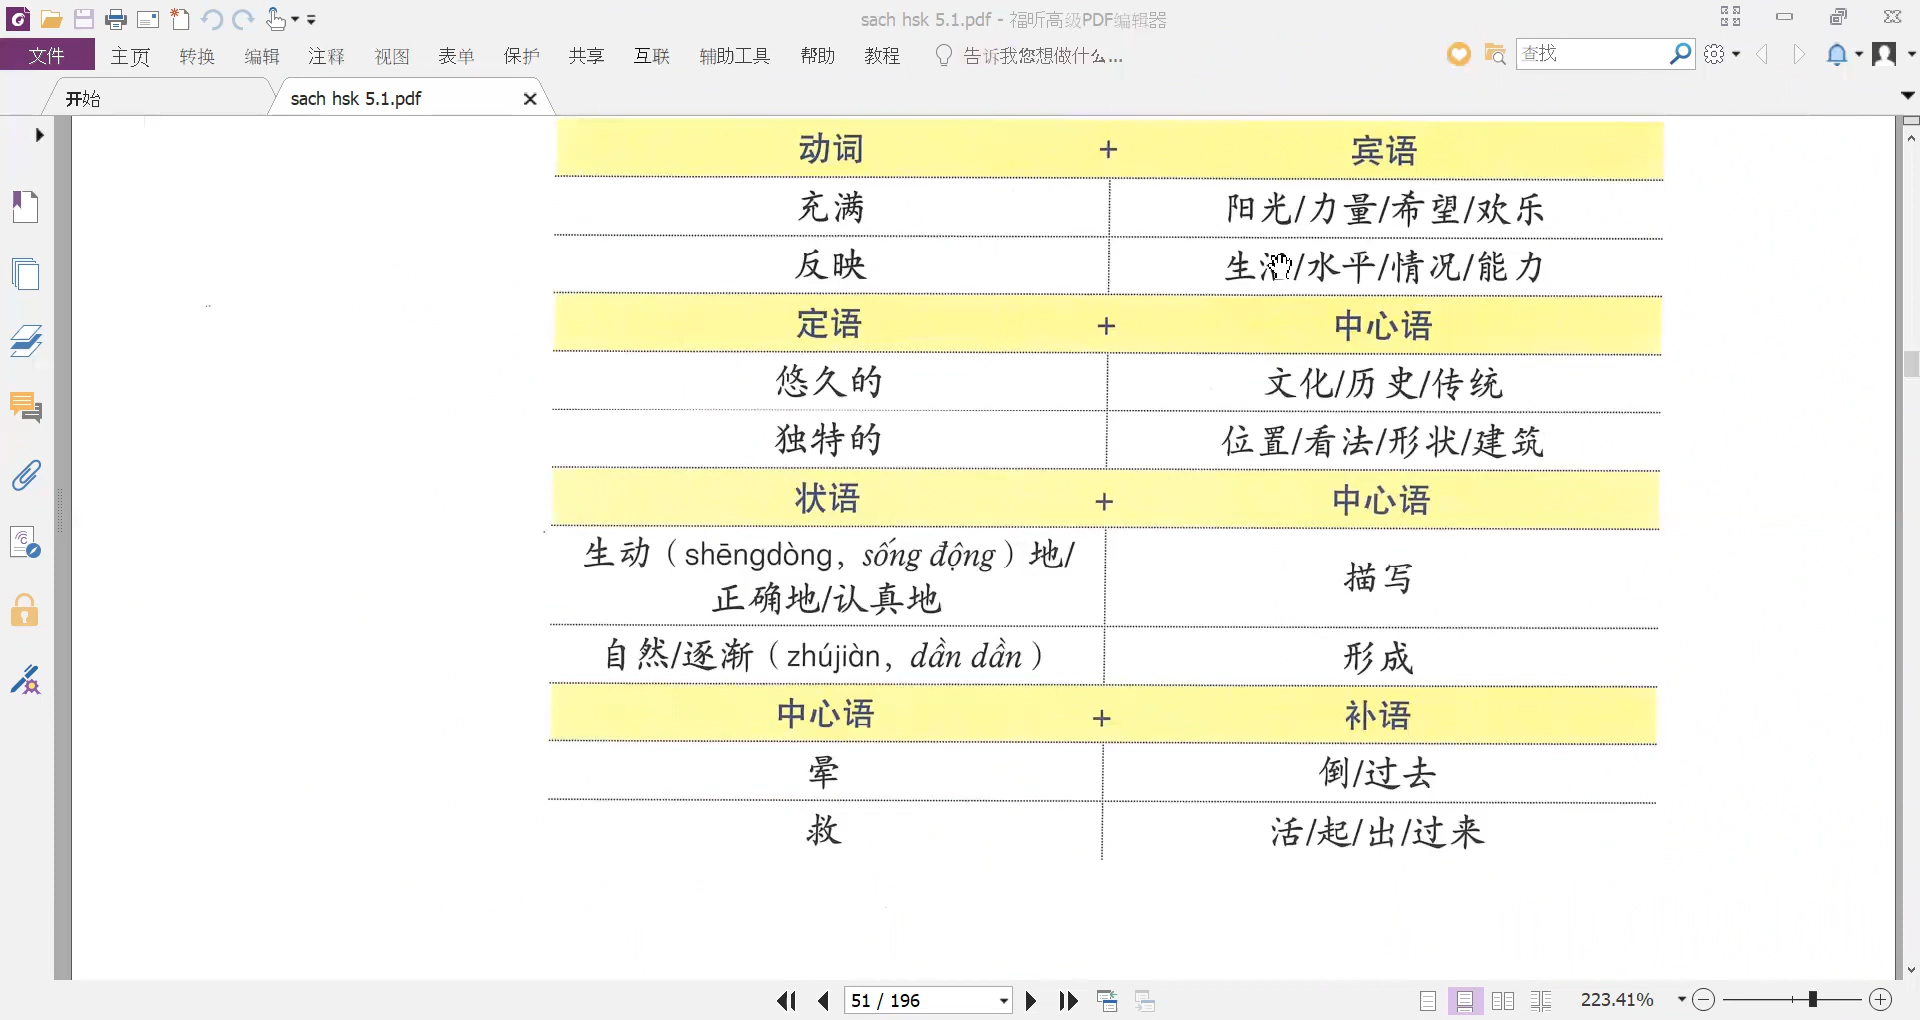 sach hsk 5.1.pdf - 福昕高级PDF编辑器
文件 主页 转换 编辑 注释 视图 表单 保护 共享 互联 辅助工具 帮助 教程 告诉我您想做什么... 查找
开始 sach hsk 5.1.pdf
动词 + 宾语
充满 阳光/力量/希望/欢乐
反映 生活/水平/情况/能力
定语 + 中心语
悠久的 文化/历史/传统
独特的 位置/看法/形状/建筑
状语 + 中心语
生动（shēngdòng, sống động）地/
正确地/认真地 描写
自然/逐渐（zhújiàn, dần dần） 形成
中心语 + 补语
晕 倒/过去
救 活/起/出/过来
51 / 196 223.41%